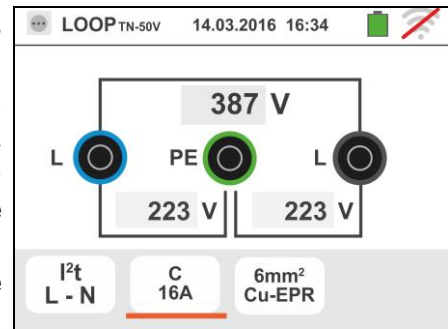 LOOP TN-50V 14.03.2016 16:34
387 V
L PE L
223 V 223 V
I²t C 6mm²
L - N 16A Cu-EPR